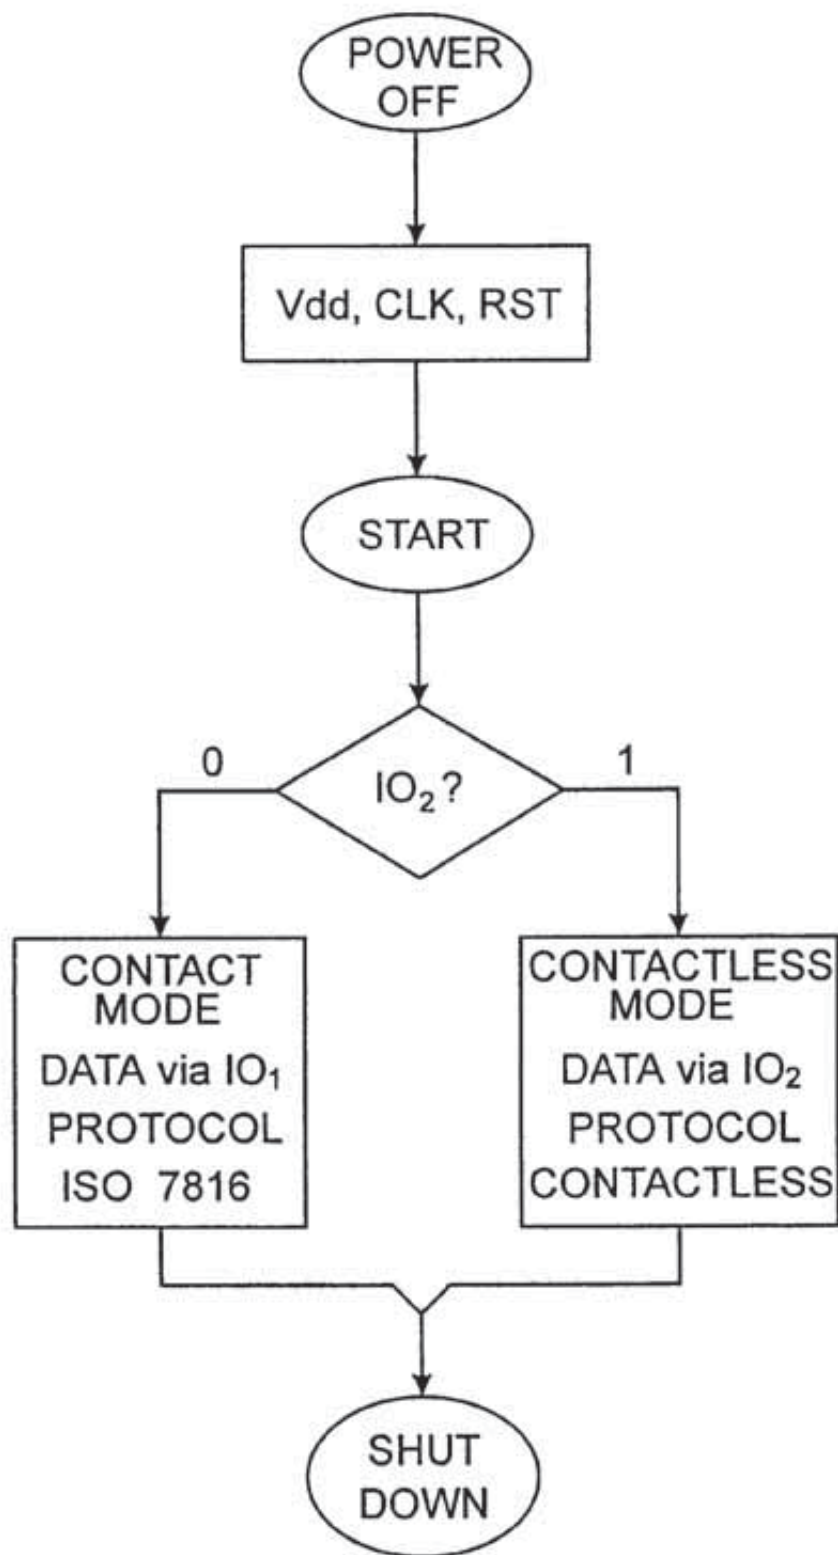 POWER
OFF
Vdd, CLK, RST
START
0
IO₂?
1
CONTACT
MODE
DATA via IO₁
PROTOCOL
ISO 7816
CONTACTLESS
MODE
DATA via IO₂
PROTOCOL
CONTACTLESS
SHUT
DOWN